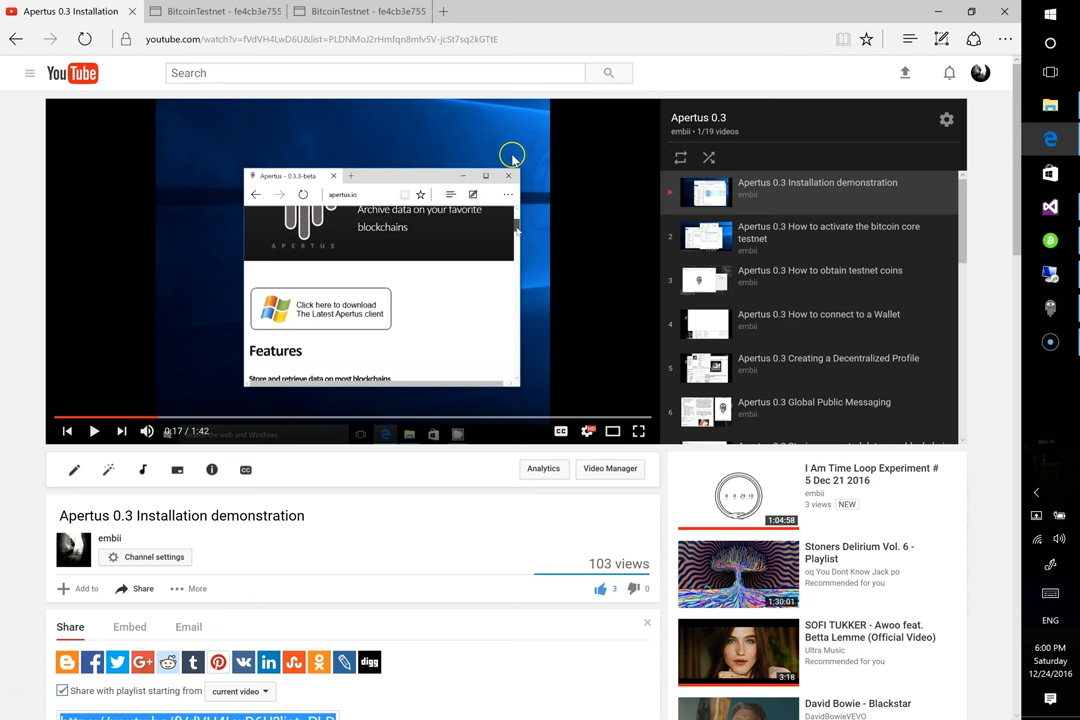 Apertus 0.3 Installation
BitcoinTestnet - fe4cb3e755
BitcoinTestnet - fe4cb3e755
youtube.com/watch?v=fVdVH4LwD6U&list=PLDNMoJ2rHmfqn8mIv5V-jcSt7sq2kGTtE
YouTube
Search
Apertus - 0.3.3-beta
apertus.io
Archive data on your favorite
blockchains
APERTUS
Click here to download
The Latest Apertus client
Features
Store and retrieve data on most blockchains
0:17 / 1:42
HD
Apertus 0.3
embii • 1/19 videos
Apertus 0.3 Installation demonstration
embii
2
Apertus 0.3 How to activate the bitcoin core
testnet
embii
3
Apertus 0.3 How to obtain testnet coins
embii
4
Apertus 0.3 How to connect to a Wallet
embii
5
Apertus 0.3 Creating a Decentralized Profile
embii
6
Apertus 0.3 Global Public Messaging
embii
Analytics
Video Manager
Apertus 0.3 Installation demonstration
embii
Channel settings
103 views
Add to
Share
More
3
0
Share
Embed
Email
digg
Share with playlist starting from
current video
https://youtu.be/fVdVH4LwD6U?list=PLD
I Am Time Loop Experiment #
5 Dec 21 2016
embii
3 views NEW
1:04:58
Stoners Delirium Vol. 6 -
Playlist
oq You Dont Know Jack po
Recommended for you
1:30:01
SOFI TUKKER - Awoo feat.
Betta Lemme (Official Video)
Ultra Music
Recommended for you
3:18
David Bowie - Blackstar
DavidBowieVEVO
ENG
6:00 PM
Saturday
12/24/2016